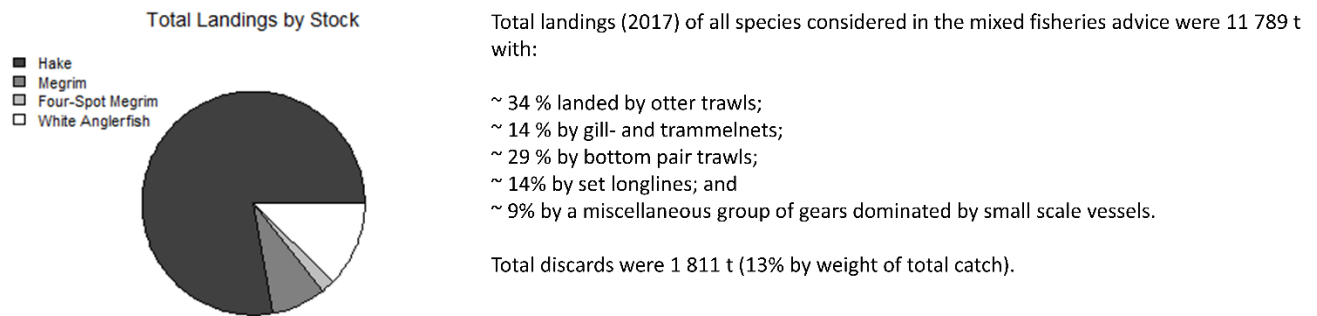 Total Landings by Stock
Hake
Megrim
Four-Spot Megrim
White Anglerfish
Total landings (2017) of all species considered in the mixed fisheries advice were 11 789 t
with:
~ 34 % landed by otter trawls;
~ 14 % by gill- and trammelnets;
~ 29 % by bottom pair trawls;
~ 14% by set longlines; and
~ 9% by a miscellaneous group of gears dominated by small scale vessels.
Total discards were 1 811 t (13% by weight of total catch).